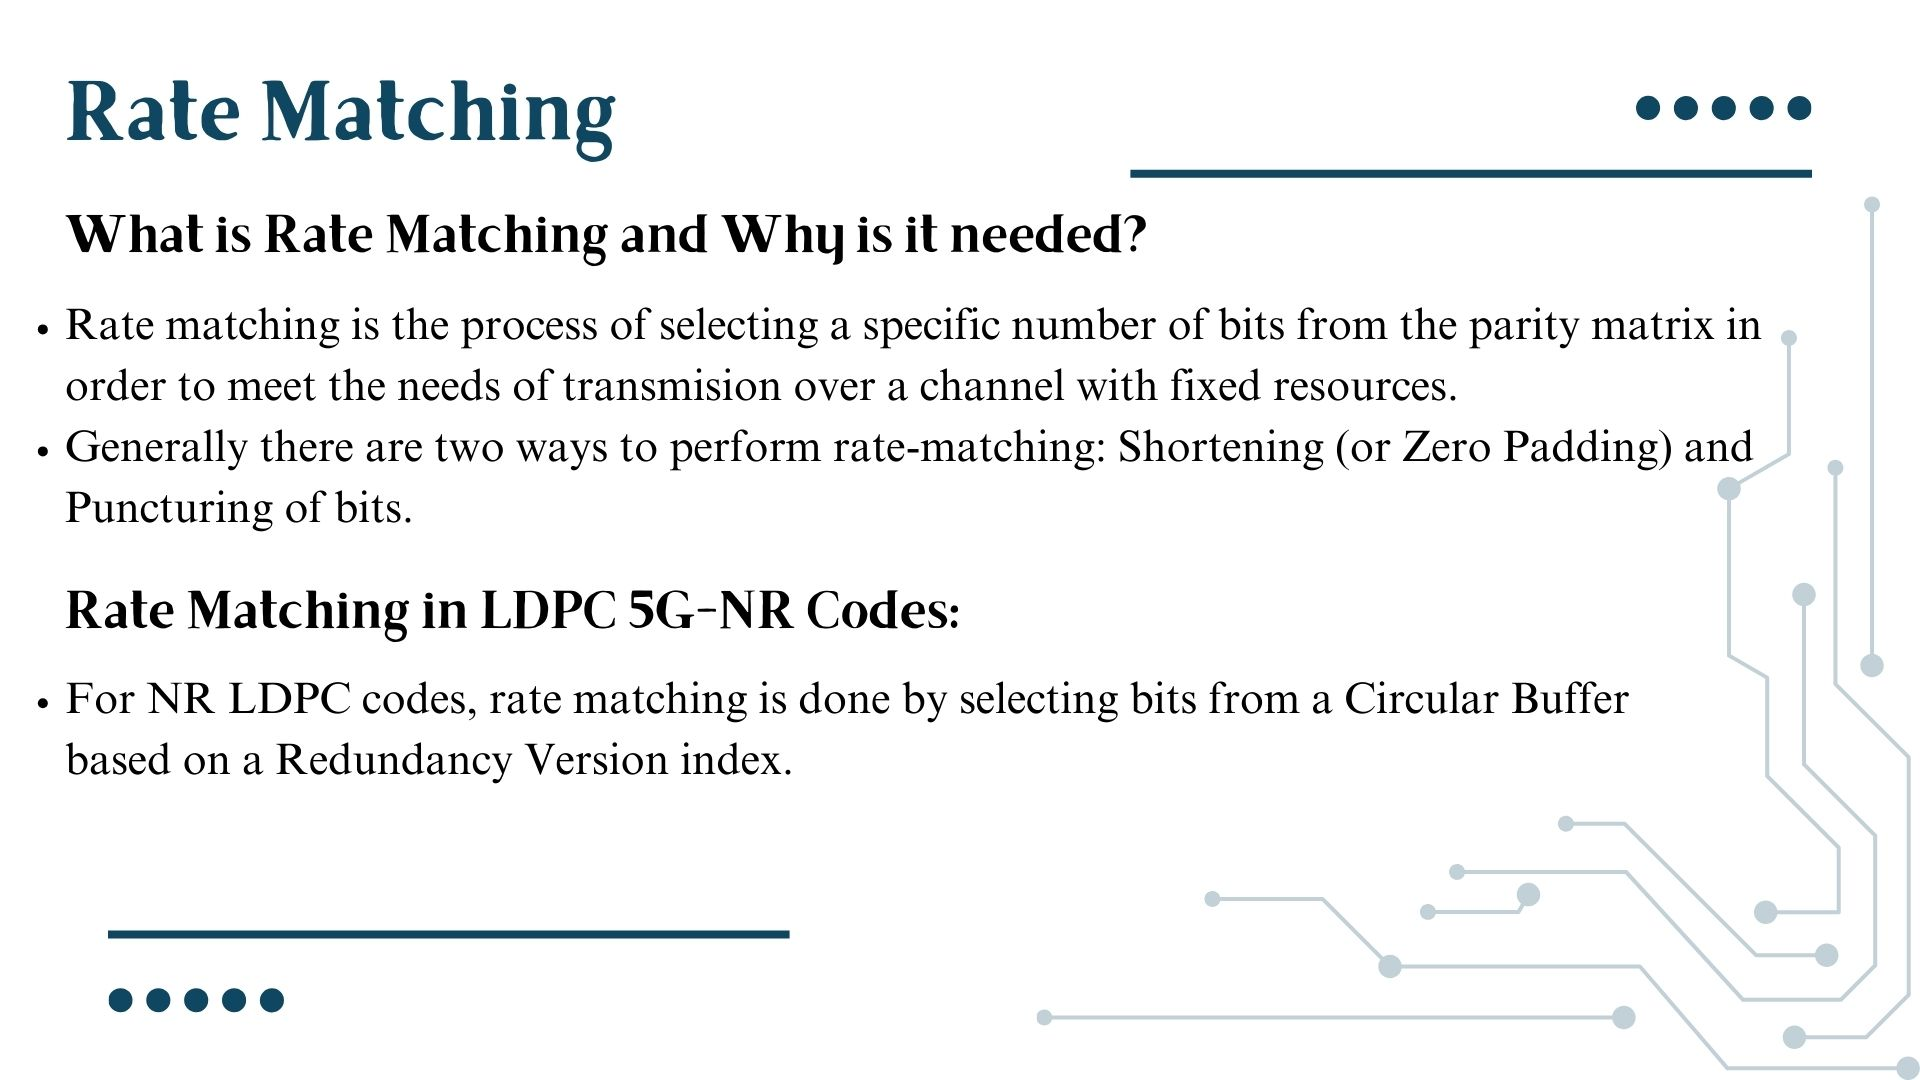 Rate Matching
What is Rate Matching and Why is it needed?
• Rate matching is the process of selecting a specific number of bits from the parity matrix in
order to meet the needs of transmision over a channel with fixed resources.
• Generally there are two ways to perform rate-matching: Shortening (or Zero Padding) and
Puncturing of bits.
Rate Matching in LDPC 5G-NR Codes:
• For NR LDPC codes, rate matching is done by selecting bits from a Circular Buffer
based on a Redundancy Version index.